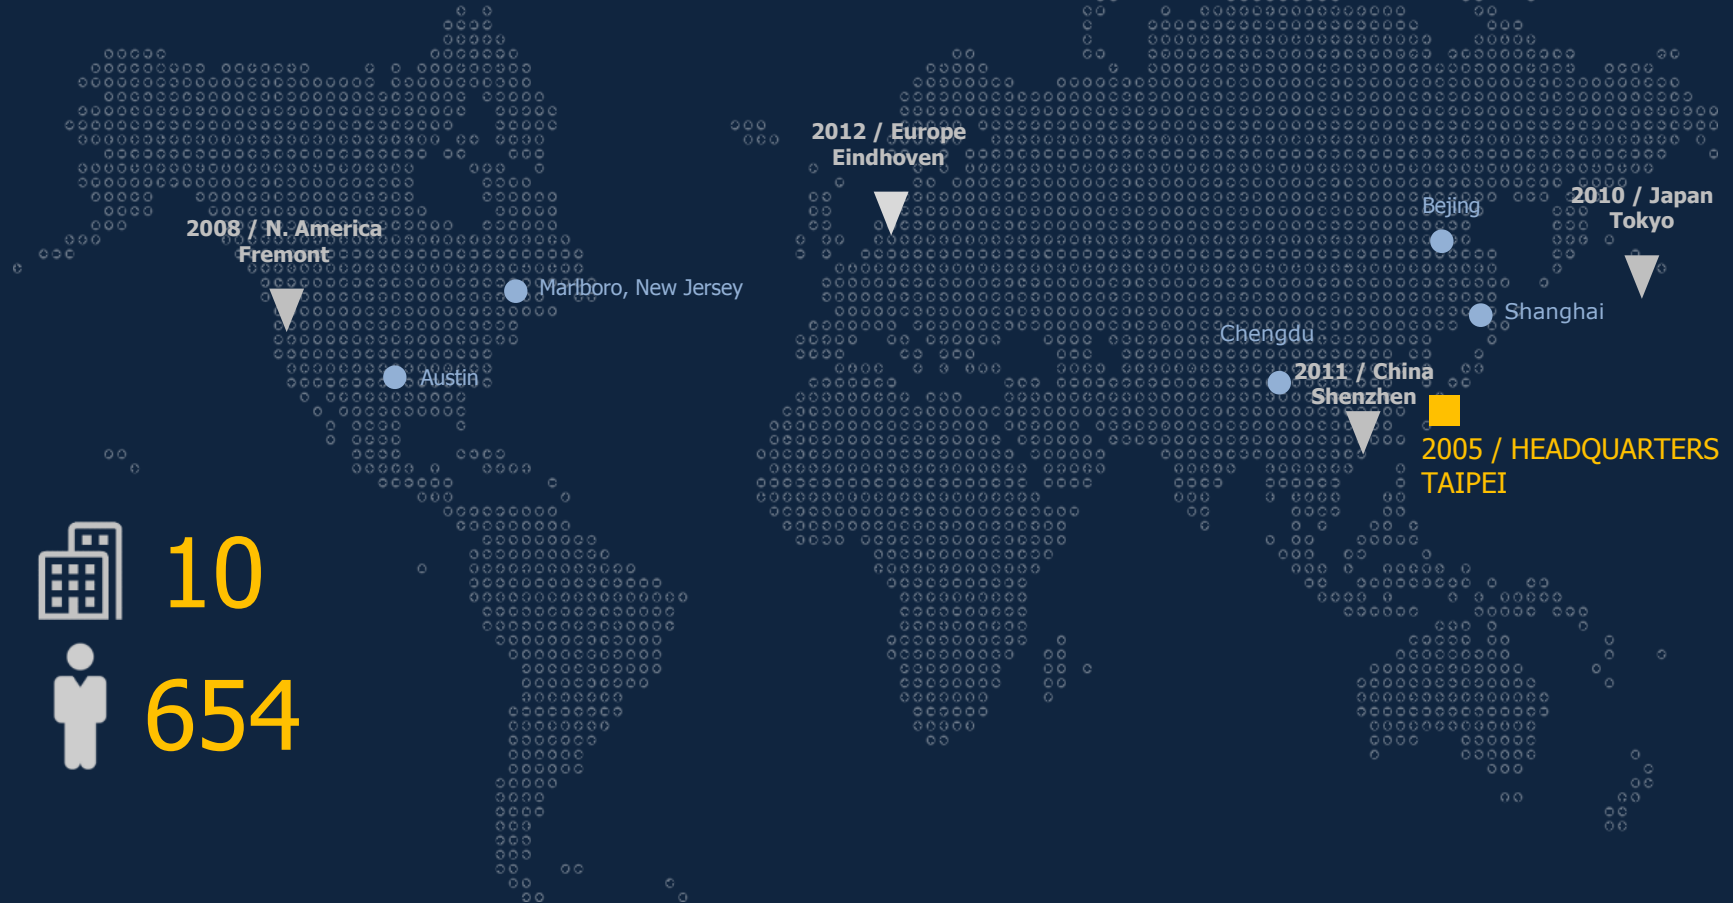 2012 / Europe
Eindhoven
2008 / N. America
Fremont
Marlboro, New Jersey
Austin
Bejing
2010 / Japan
Tokyo
Shanghai
Chengdu
2011 / China
Shenzhen
2005 / HEADQUARTERS
TAIPEI
10
654